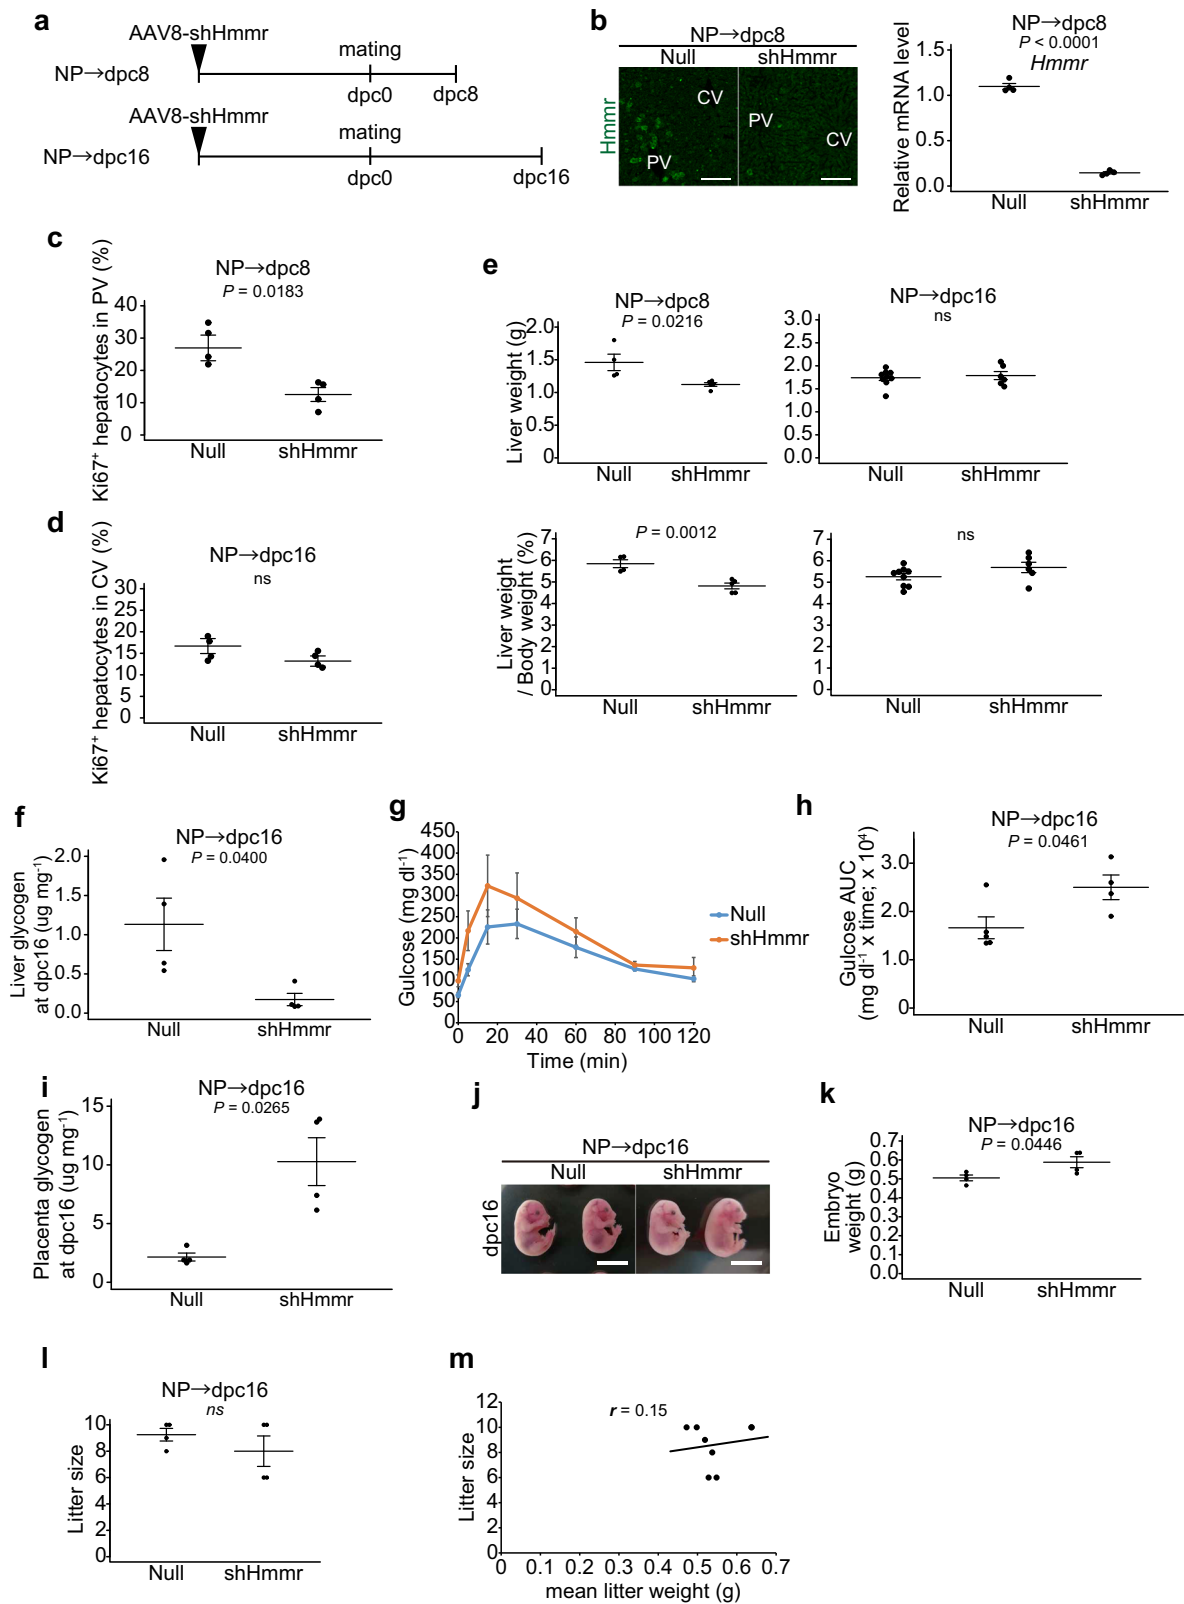 a
AAV8-shHmmr
mating
NP→dpc8
dpc0
dpc8
AAV8-shHmmr
mating
NP→dpc16
dpc0
dpc16
b
NP→dpc8
Null
shHmmr
Hmmr
CV
PV
PV
CV
NP→dpc8
P < 0.0001
Hmmr
Relative mRNA level
1.5
1.0
0.5
0.0
Null
shHmmr
c
NP→dpc8
P = 0.0183
Ki67+ hepatocytes in PV (%)
40
30
20
10
0
Null
shHmmr
d
NP→dpc16
ns
Ki67+ hepatocytes in CV (%)
30
25
20
15
10
5
0
Null
shHmmr
e
NP→dpc8
P = 0.0216
Liver weight (g)
2.0
1.5
1.0
0.5
0
Null
shHmmr
NP→dpc16
ns
3.0
2.0
1.5
1.0
0.5
0.0
Null
shHmmr
P = 0.0012
Liver weight
/ Body weight (%)
7
6
5
4
3
2
1
0
Null
shHmmr
ns
7
6
5
4
3
2
1
0
Null
shHmmr
f
NP→dpc16
P = 0.0400
Liver glycogen
at dpc16 (ug mg-1)
2.0
1.5
1.0
0.5
0.0
Null
shHmmr
g
Gulcose (mg dl-1)
450
400
350
300
250
200
150
100
50
0
0 20 40 60 80 100 120
Time (min)
Null
shHmmr
h
NP→dpc16
P = 0.0461
Gulcose AUC
(mg dl-1 x time; x 104)
3.0
2.0
1.0
0
Null
shHmmr
i
NP→dpc16
P = 0.0265
Placenta glycogen
at dpc16 (ug mg-1)
15
10
5
0
Null
shHmmr
j
NP→dpc16
Null
shHmmr
dpc16
k
NP→dpc16
P = 0.0446
Embryo
weight (g)
0.7
0.6
0.5
0.4
0.3
0.2
0.1
0.0
Null
shHmmr
l
NP→dpc16
ns
Litter size
10
8
6
4
2
0
Null
shHmmr
m
r = 0.15
Litter size
12
10
8
6
4
2
0
0 0.1 0.2 0.3 0.4 0.5 0.6 0.7
mean litter weight (g)